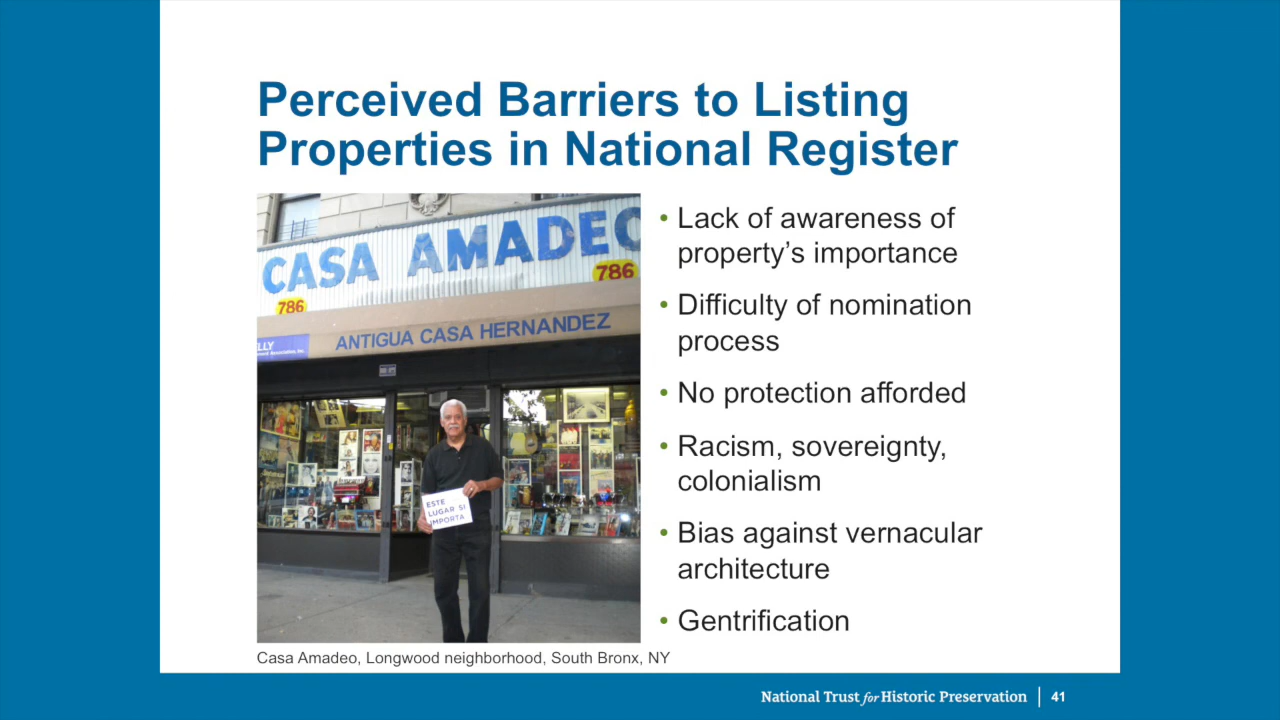 Perceived Barriers to Listing
Properties in National Register
CASA AMADEO
786
786
ANTIGUA CASA HERNANDEZ
ESTE
LUGAR SI
IMPORTA
• Lack of awareness of
property’s importance
• Difficulty of nomination
process
• No protection afforded
• Racism, sovereignty,
colonialism
• Bias against vernacular
architecture
• Gentrification
Casa Amadeo, Longwood neighborhood, South Bronx, NY
National Trust for Historic Preservation | 41